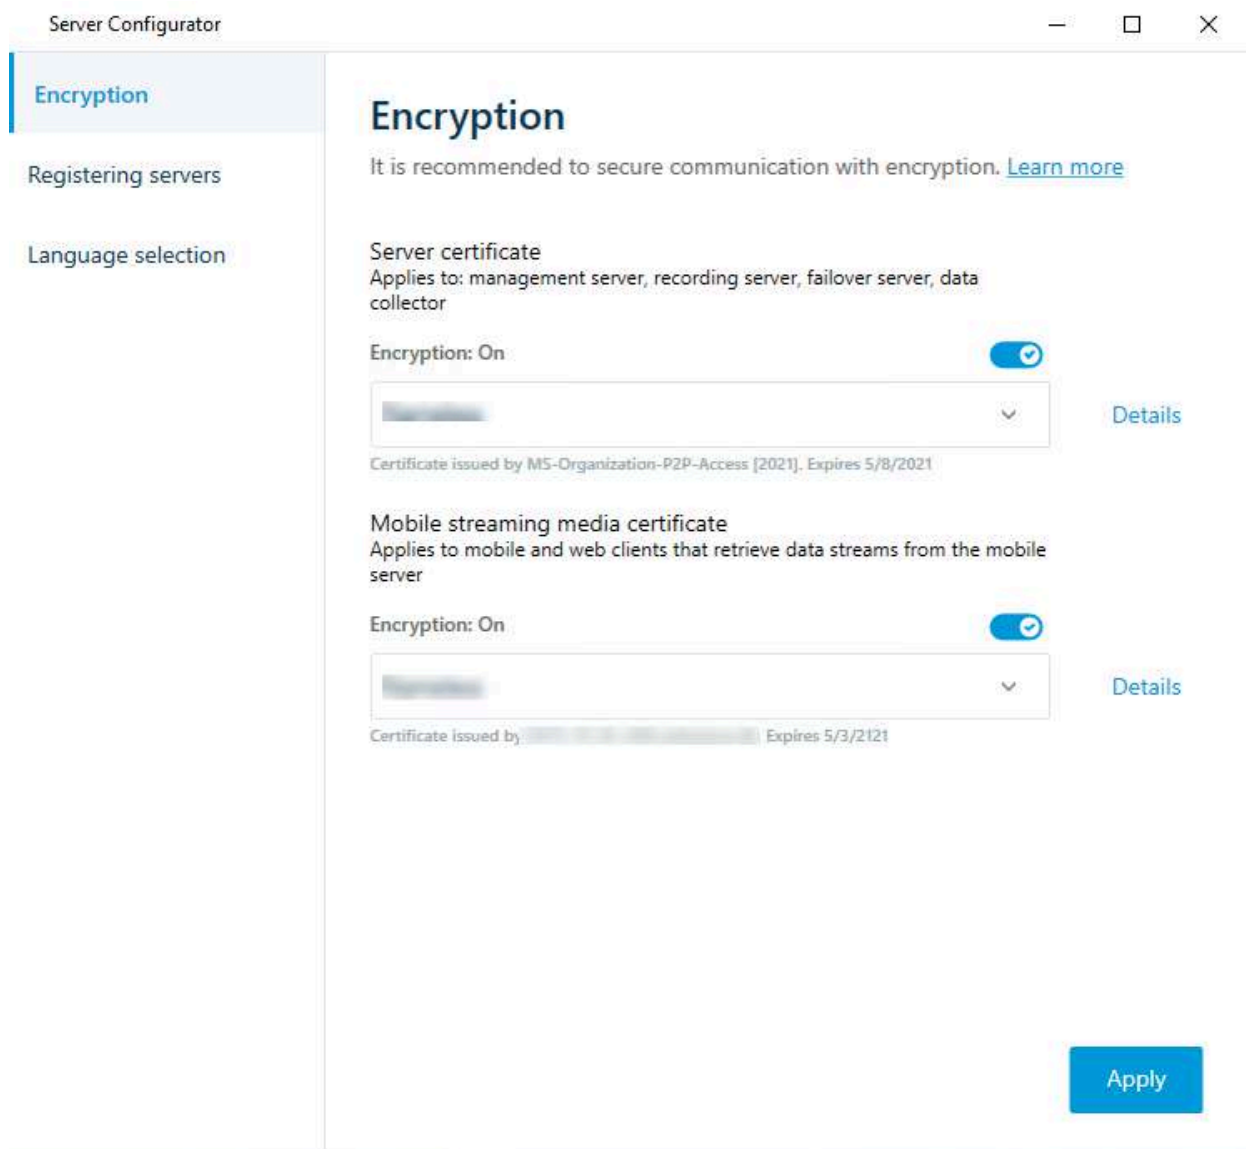 Server Configurator
Encryption
Registering servers
Language selection
Encryption
It is recommended to secure communication with encryption. Learn more
Server certificate
Applies to: management server, recording server, failover server, data
collector
Encryption: On
Details
Certificate issued by MS-Organization-P2P-Access [2021]. Expires 5/8/2021
Mobile streaming media certificate
Applies to mobile and web clients that retrieve data streams from the mobile
server
Encryption: On
Details
Certificate issued by Expires 5/3/2121
Apply